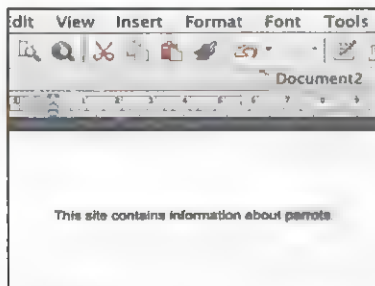 Edit View Insert Format Font Tools
Document2
This site contains information about parrots.